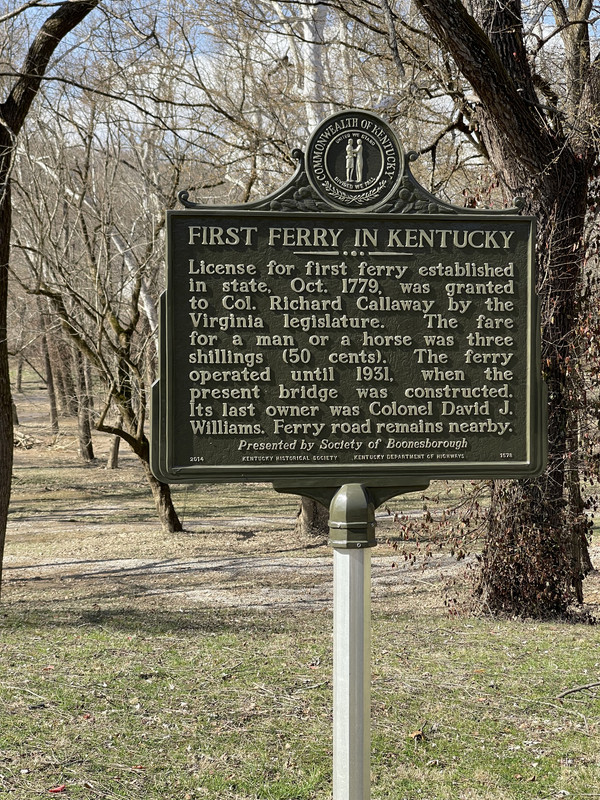 COMMONWEALTH OF KENTUCKY
UNITED WE STAND
DIVIDED WE FALL
FIRST FERRY IN KENTUCKY
License for first ferry established
in state, Oct. 1779, was granted
to Col. Richard Callaway by the
Virginia legislature. The fare
for a man or a horse was three
shillings (50 cents). The ferry
operated until 1931, when the
present bridge was constructed.
Its last owner was Colonel David J.
Williams. Ferry road remains nearby.
Presented by Society of Boonesborough
2014 KENTUCKY HISTORICAL SOCIETY KENTUCKY DEPARTMENT OF HIGHWAYS 1576